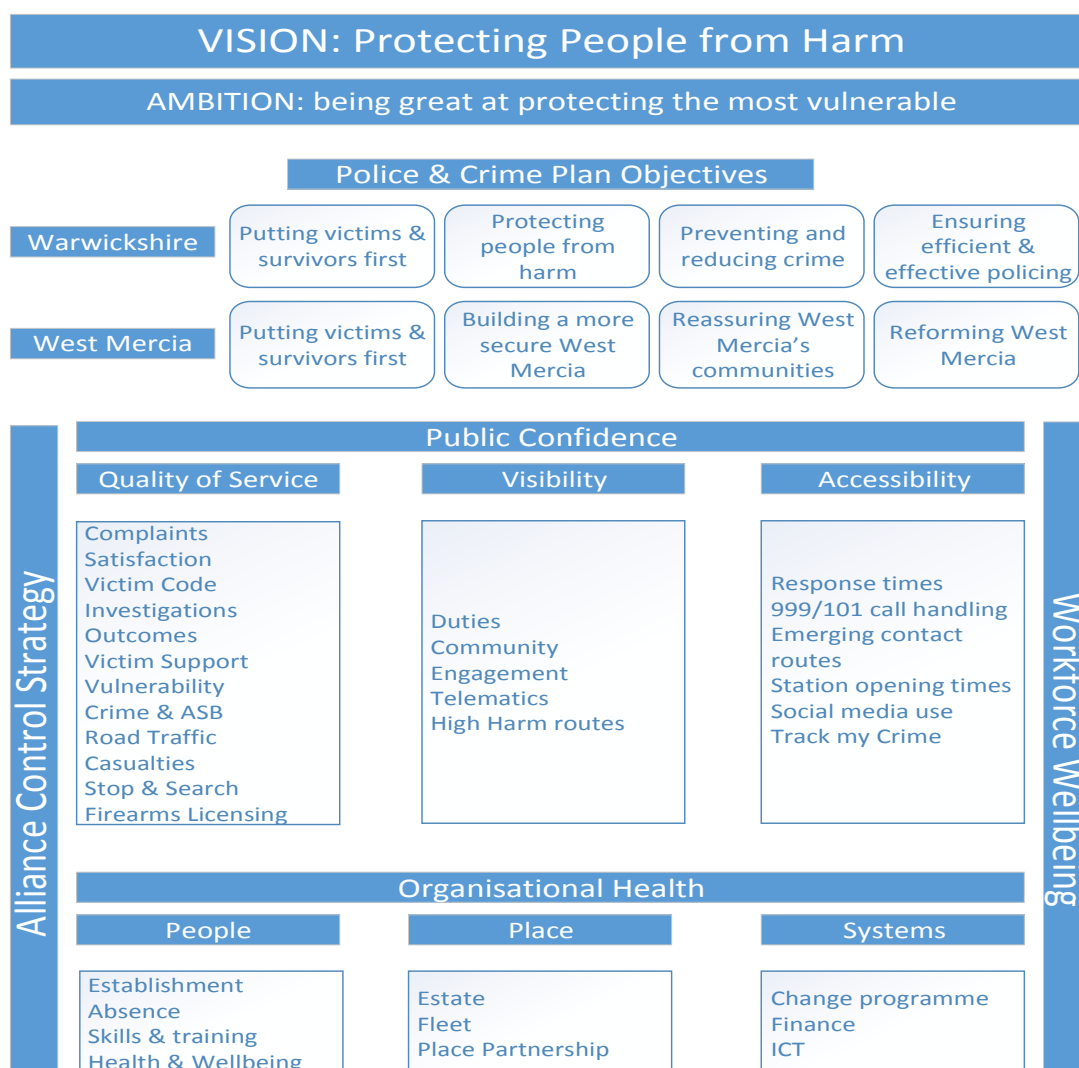 VISION: Protecting People from Harm
AMBITION: being great at protecting the most vulnerable
Police & Crime Plan Objectives
Warwickshire
Putting victims &
survivors first
Protecting
people from
harm
Preventing and
reducing crime
Ensuring
efficient &
effective policing
West Mercia
Putting victims &
survivors first
Building a more
secure West
Mercia
Reassuring West
Mercia's
communities
Reforming West
Mercia
Alliance Control Strategy
Public Confidence
Quality of Service
Complaints
Satisfaction
Victim Code
Investigations
Outcomes
Victim Support
Vulnerability
Crime & ASB
Road Traffic
Casualties
Stop & Search
Firearms Licensing
Visibility
Duties
Community
Engagement
Telematics
High Harm routes
Accessibility
Response times
999/101 call handling
Emerging contact
routes
Station opening times
Social media use
Track my Crime
Workforce Wellbeing
Organisational Health
People
Establishment
Absence
Skills & training
Health & Wellbeing
Place
Estate
Fleet
Place Partnership
Systems
Change programme
Finance
ICT